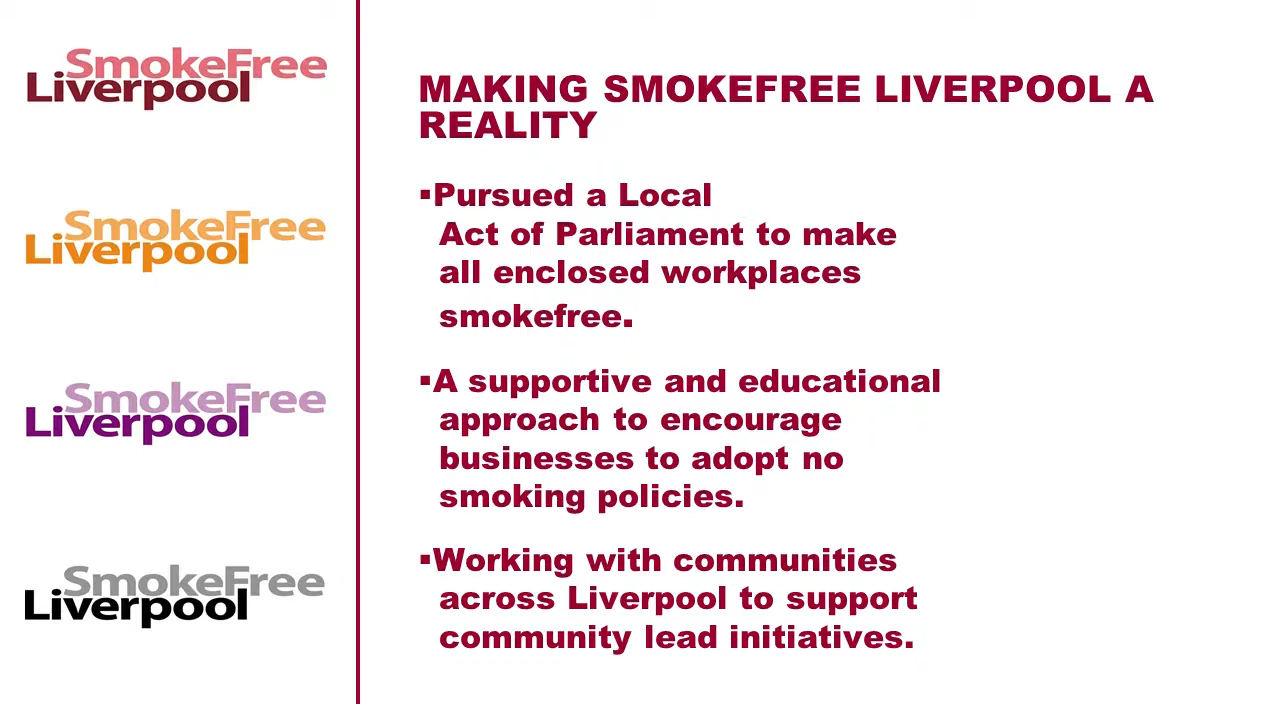 SmokeFree
Liverpool
SmokeFree
Liverpool
SmokeFree
Liverpool
SmokeFree
Liverpool
MAKING SMOKEFREE LIVERPOOL A
REALITY
▪Pursued a Local
Act of Parliament to make
all enclosed workplaces
smokefree.
▪A supportive and educational
approach to encourage
businesses to adopt no
smoking policies.
▪Working with communities
across Liverpool to support
community lead initiatives.